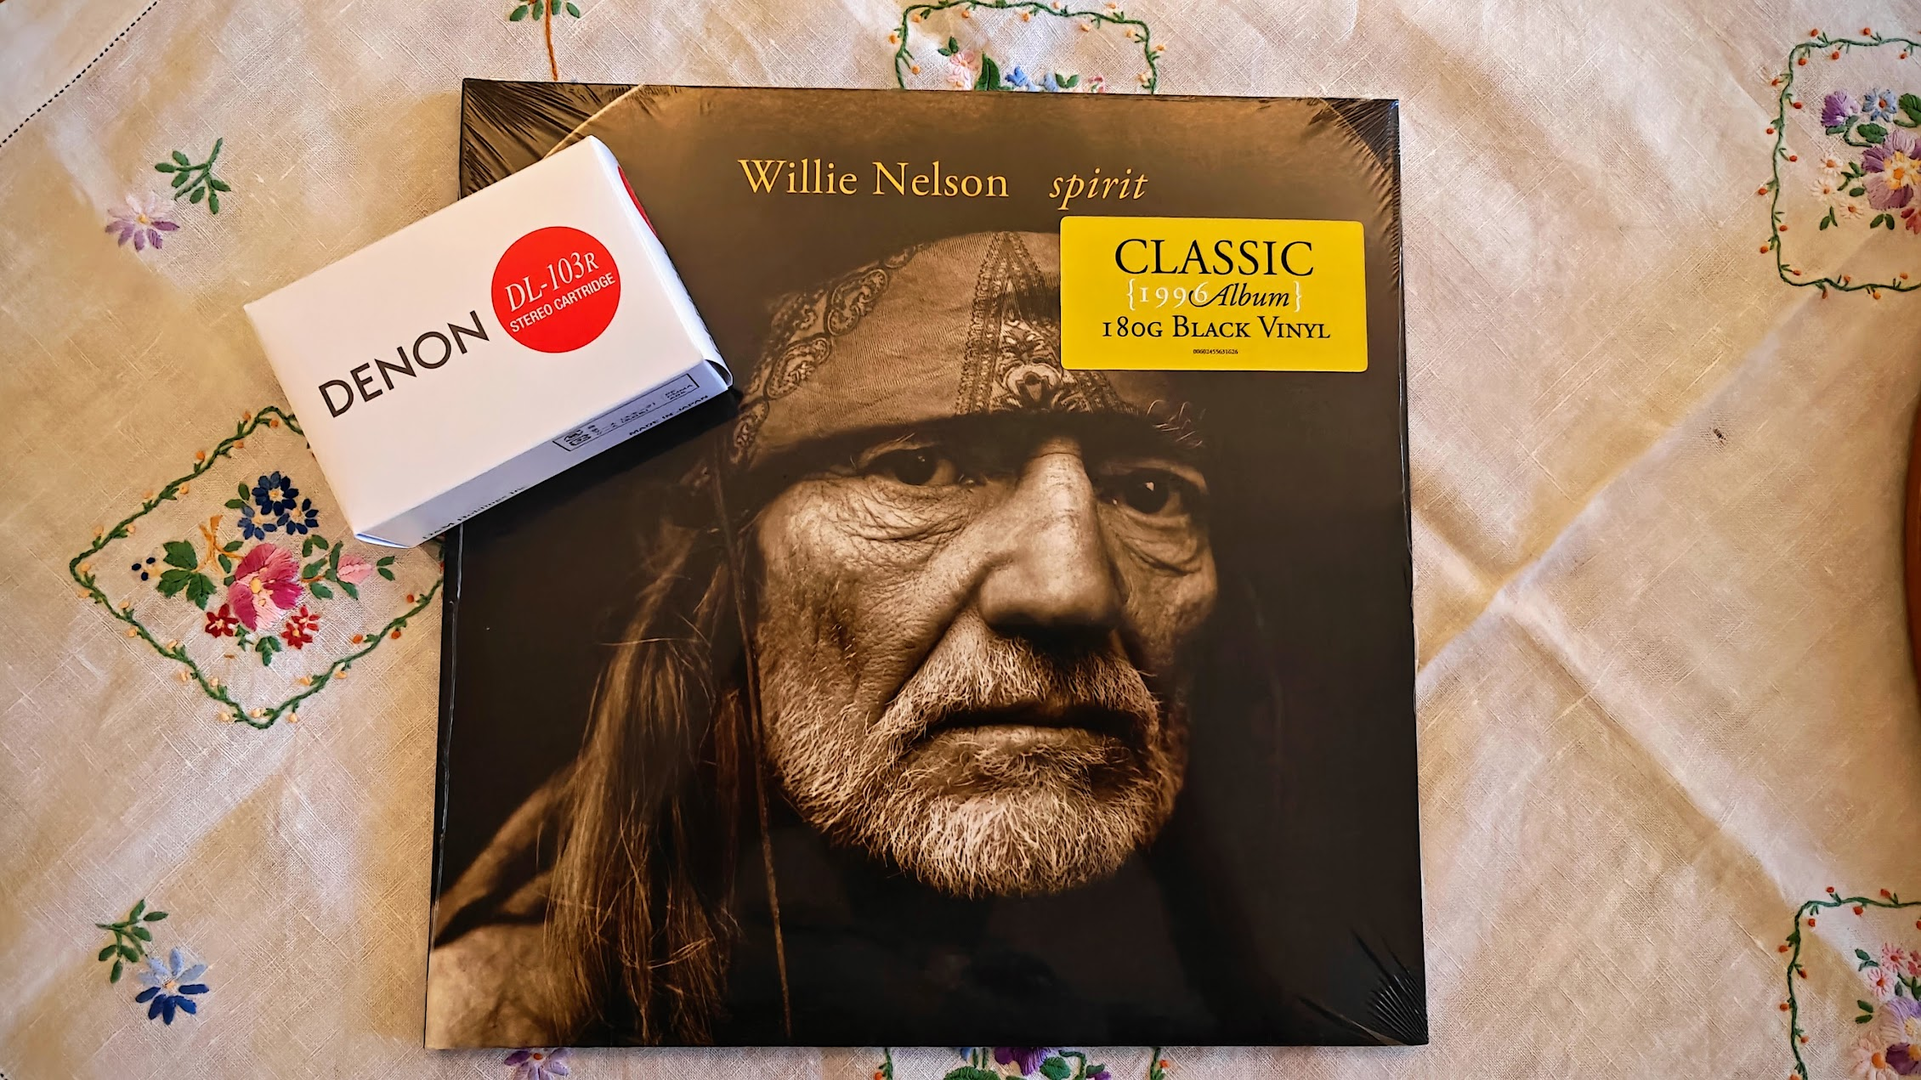 Willie Nelson spirit
CLASSIC
{1996 Album}
180G BLACK VINYL
DENON
DL-103R
STEREO CARTRIDGE
MADE IN JAPAN